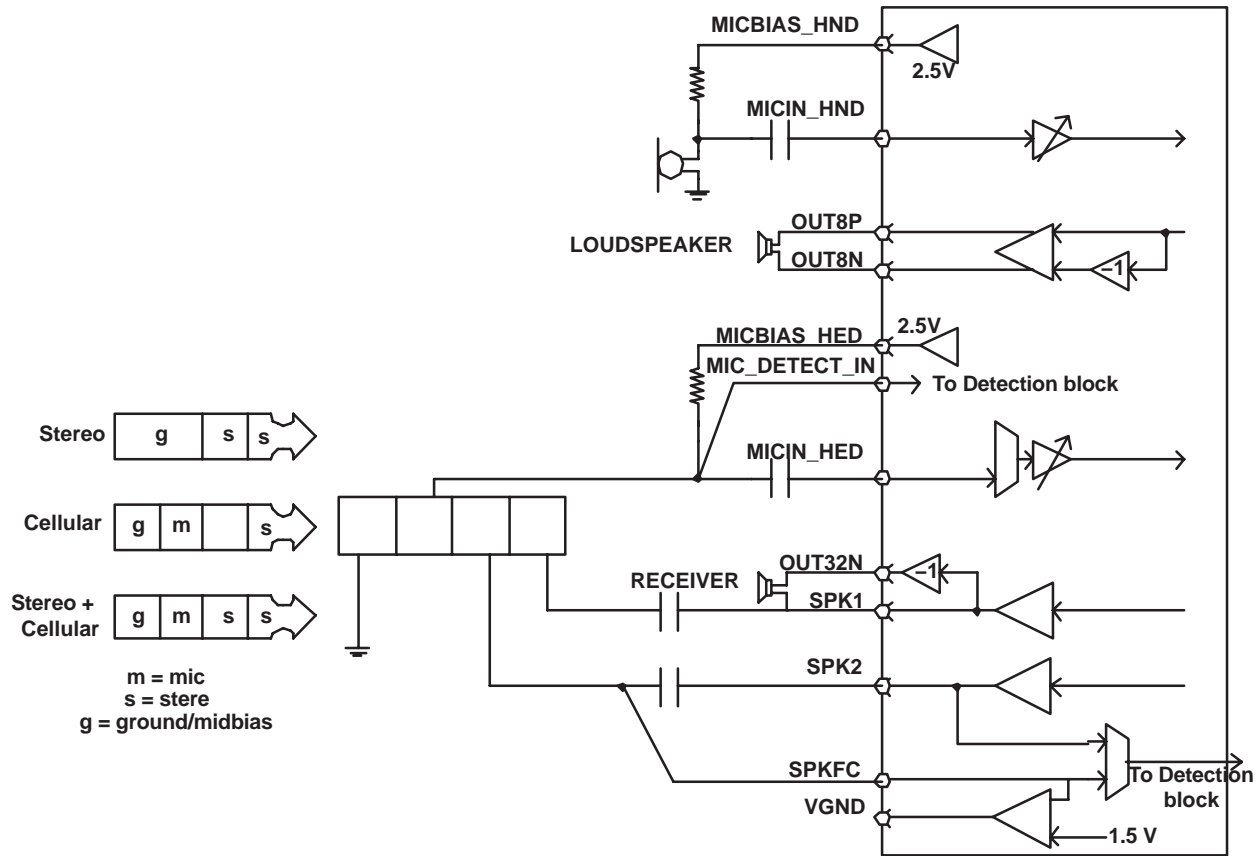 MICBIAS_HND
2.5V
MICIN_HND
OUT8P
LOUDSPEAKER
OUT8N
−1
MICBIAS_HED
2.5V
MIC_DETECT_IN
To Detection block
Stereo
g s s
MICIN_HED
Cellular
g m s
OUT32N
−1
RECEIVER
SPK1
Stereo +
Cellular
g m s s
SPK2
m = mic
s = stere
g = ground/midbias
SPKFC
To Detection
block
VGND
1.5 V